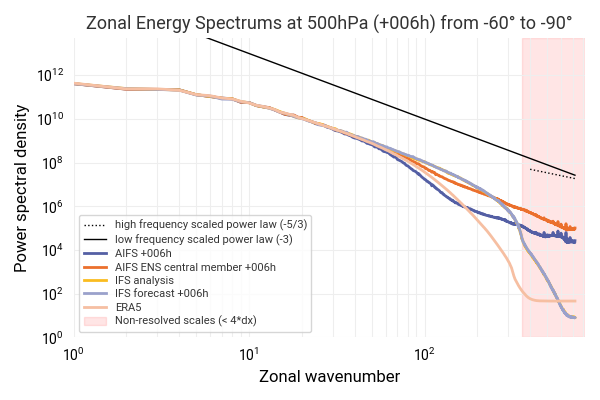 Zonal Energy Spectrums at 500hPa (+006h) from -60° to -90°
Power spectral density
10^12
10^10
10^8
10^6
10^4
10^2
10^0
high frequency scaled power law (-5/3)
low frequency scaled power law (-3)
AIFS +006h
AIFS ENS central member +006h
IFS analysis
IFS forecast +006h
ERA5
Non-resolved scales (< 4*dx)
10^0 10^1 10^2
Zonal wavenumber